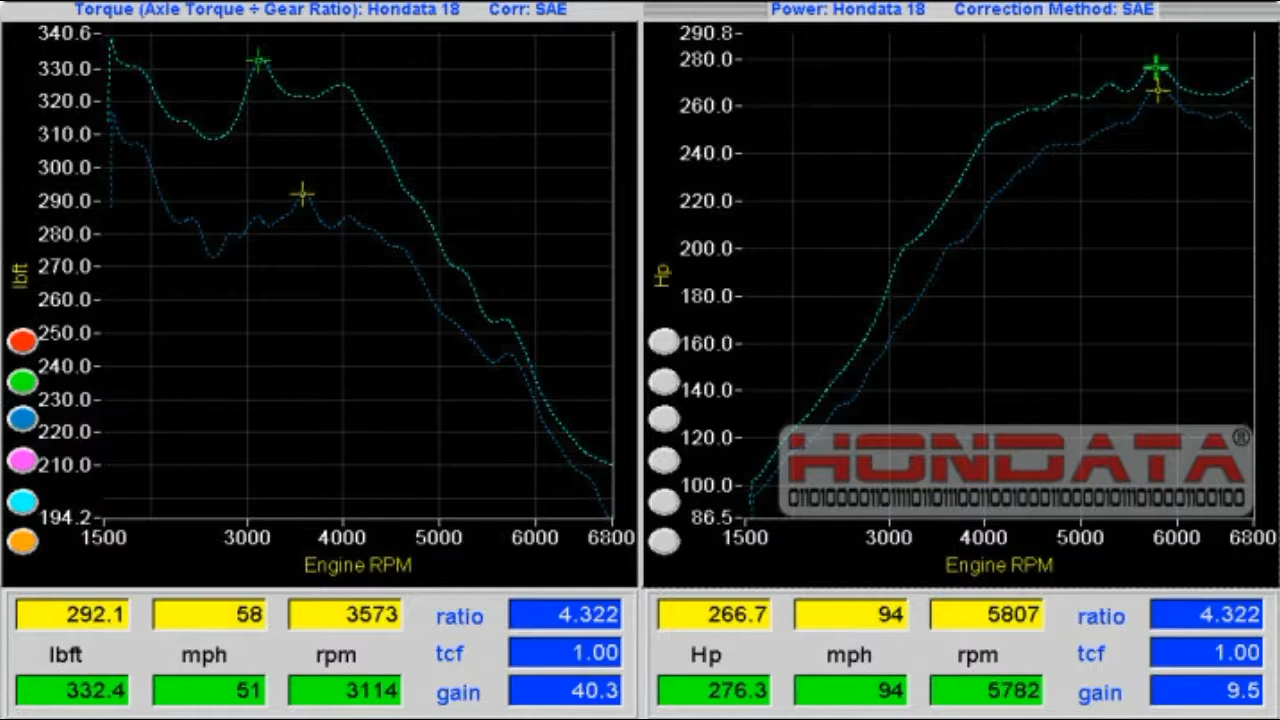 Torque (Axle Torque ÷ Gear Ratio): Hondata 18 Corr: SAE
340.6
330.0
320.0
310.0
300.0
290.0
280.0
270.0
260.0
250.0
240.0
230.0
220.0
210.0
194.2
lbft
1500 3000 4000 5000 6000 6800
Engine RPM
292.1 58 3573 ratio 4.322
lbft mph rpm tcf 1.00
332.4 51 3114 gain 40.3
Power: Hondata 18 Correction Method: SAE
290.8
280.0
260.0
240.0
220.0
200.0
180.0
160.0
140.0
120.0
100.0
86.5
Hp
HONDATA®
1500 3000 4000 5000 6000 6800
Engine RPM
266.7 94 5807 ratio 4.322
Hp mph rpm tcf 1.00
276.3 94 5782 gain 9.5